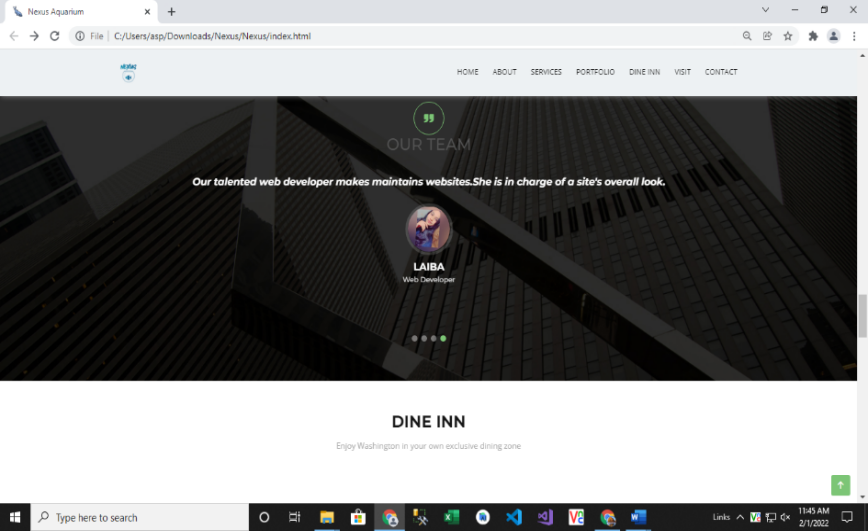 Nexus Aquarium
File | C:/Users/asp/Downloads/Nexus/Nexus/index.html
NEXUS
HOME ABOUT SERVICES PORTFOLIO DINE INN VISIT CONTACT
OUR TEAM
Our talented web developer makes maintains websites.She is in charge of a site's overall look.
LAIBA
Web Developer
DINE INN
Enjoy Washington in your own exclusive dining zone
Type here to search
Links
11:45 AM
2/1/2022